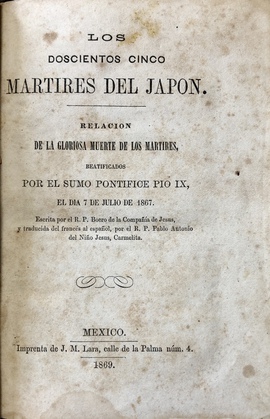 LOS
DOSCIENTOS CINCO
MARTIRES DEL JAPON.
RELACION
DE LA GLORIOSA MUERTE DE LOS MARTIRES,
BEATIFICADOS
POR EL SUMO PONTIFICE PIO IX,
EL DIA 7 DE JULIO DE 1867.
Escrita por el R. P. Boero de la Compañía de Jesus,
y traducida del francés al español, por el R. P. Pablo Antonio
del Niño Jesus, Carmelita.
MEXICO.
Imprenta de J. M. Lara, calle de la Palma núm. 4.
1869.